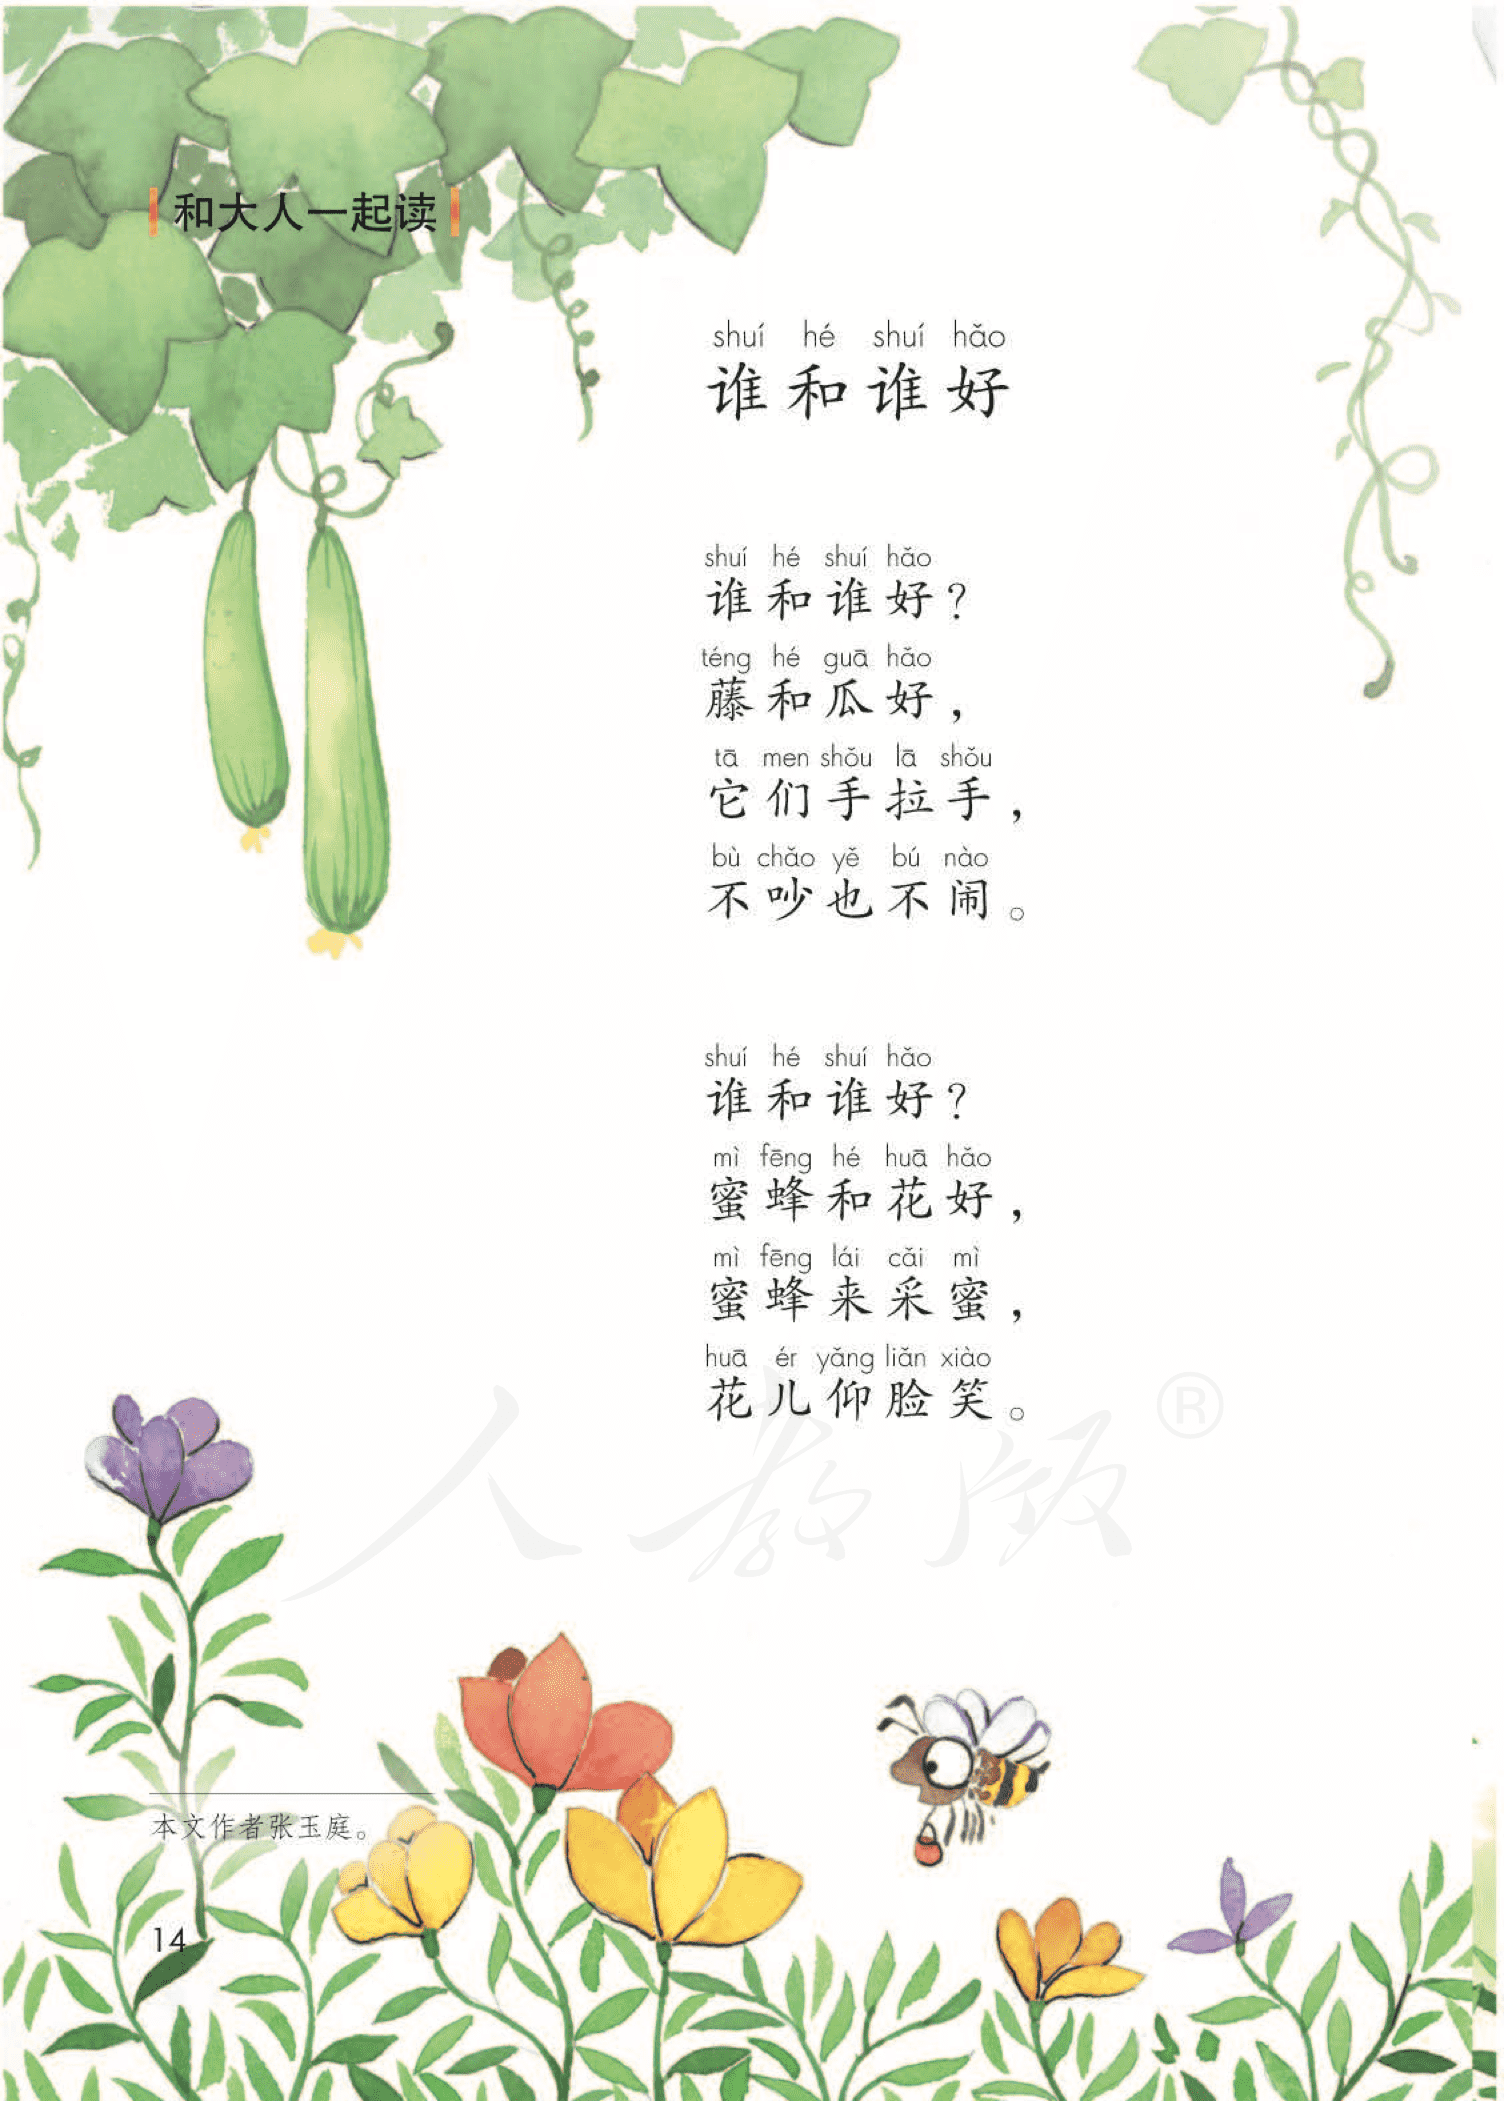 和大人一起读
shuí hé shuí hǎo
谁和谁好
shuí hé shuí hǎo
谁和谁好？
téng hé guā hǎo
藤和瓜好，
tā men shǒu lā shǒu
它们手拉手，
bù chǎo yě bú nào
不吵也不闹。
shuí hé shuí hǎo
谁和谁好？
mì fēng hé huā hǎo
蜜蜂和花好，
mì fēng lái cǎi mì
蜜蜂来采蜜，
huā ér yǎng liǎn xiào
花儿仰脸笑。
人教版®
本文作者张玉庭。
14